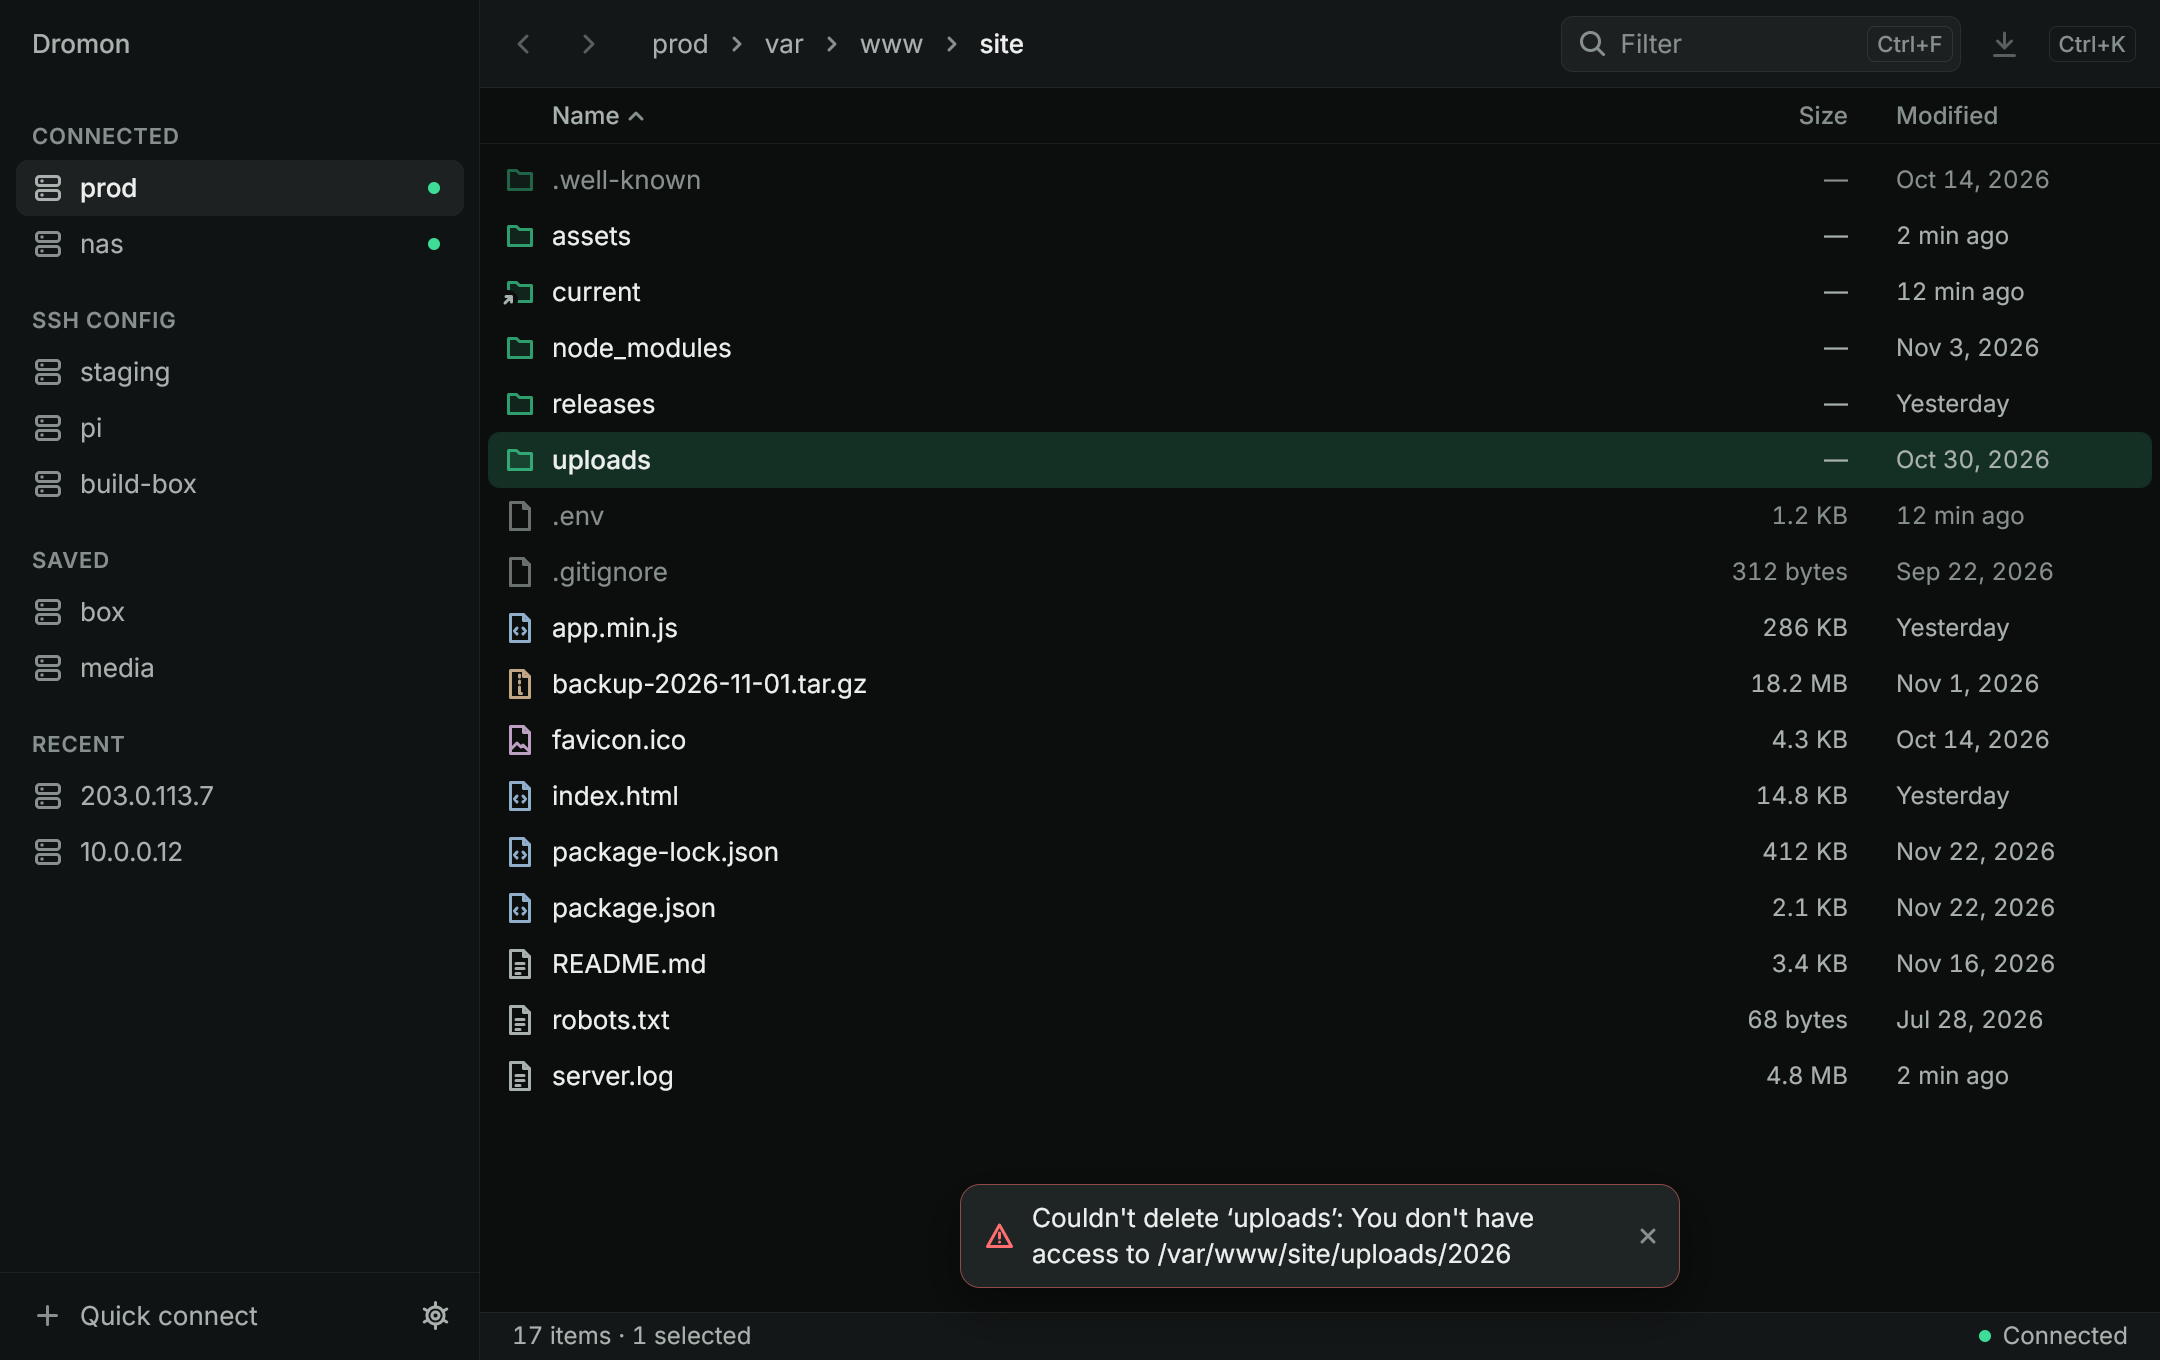 Dromon
CONNECTED
prod
nas
SSH CONFIG
staging
pi
build-box
SAVED
box
media
RECENT
203.0.113.7
10.0.0.12
Quick connect
prod › var › www › site
Filter Ctrl+F
Ctrl+K
Name Size Modified
.well-known — Oct 14, 2026
assets — 2 min ago
current — 12 min ago
node_modules — Nov 3, 2026
releases — Yesterday
uploads — Oct 30, 2026
.env 1.2 KB 12 min ago
.gitignore 312 bytes Sep 22, 2026
app.min.js 286 KB Yesterday
backup-2026-11-01.tar.gz 18.2 MB Nov 1, 2026
favicon.ico 4.3 KB Oct 14, 2026
index.html 14.8 KB Yesterday
package-lock.json 412 KB Nov 22, 2026
package.json 2.1 KB Nov 22, 2026
README.md 3.4 KB Nov 16, 2026
robots.txt 68 bytes Jul 28, 2026
server.log 4.8 MB 2 min ago
Couldn't delete ‘uploads’: You don't have
access to /var/www/site/uploads/2026
17 items · 1 selected
Connected